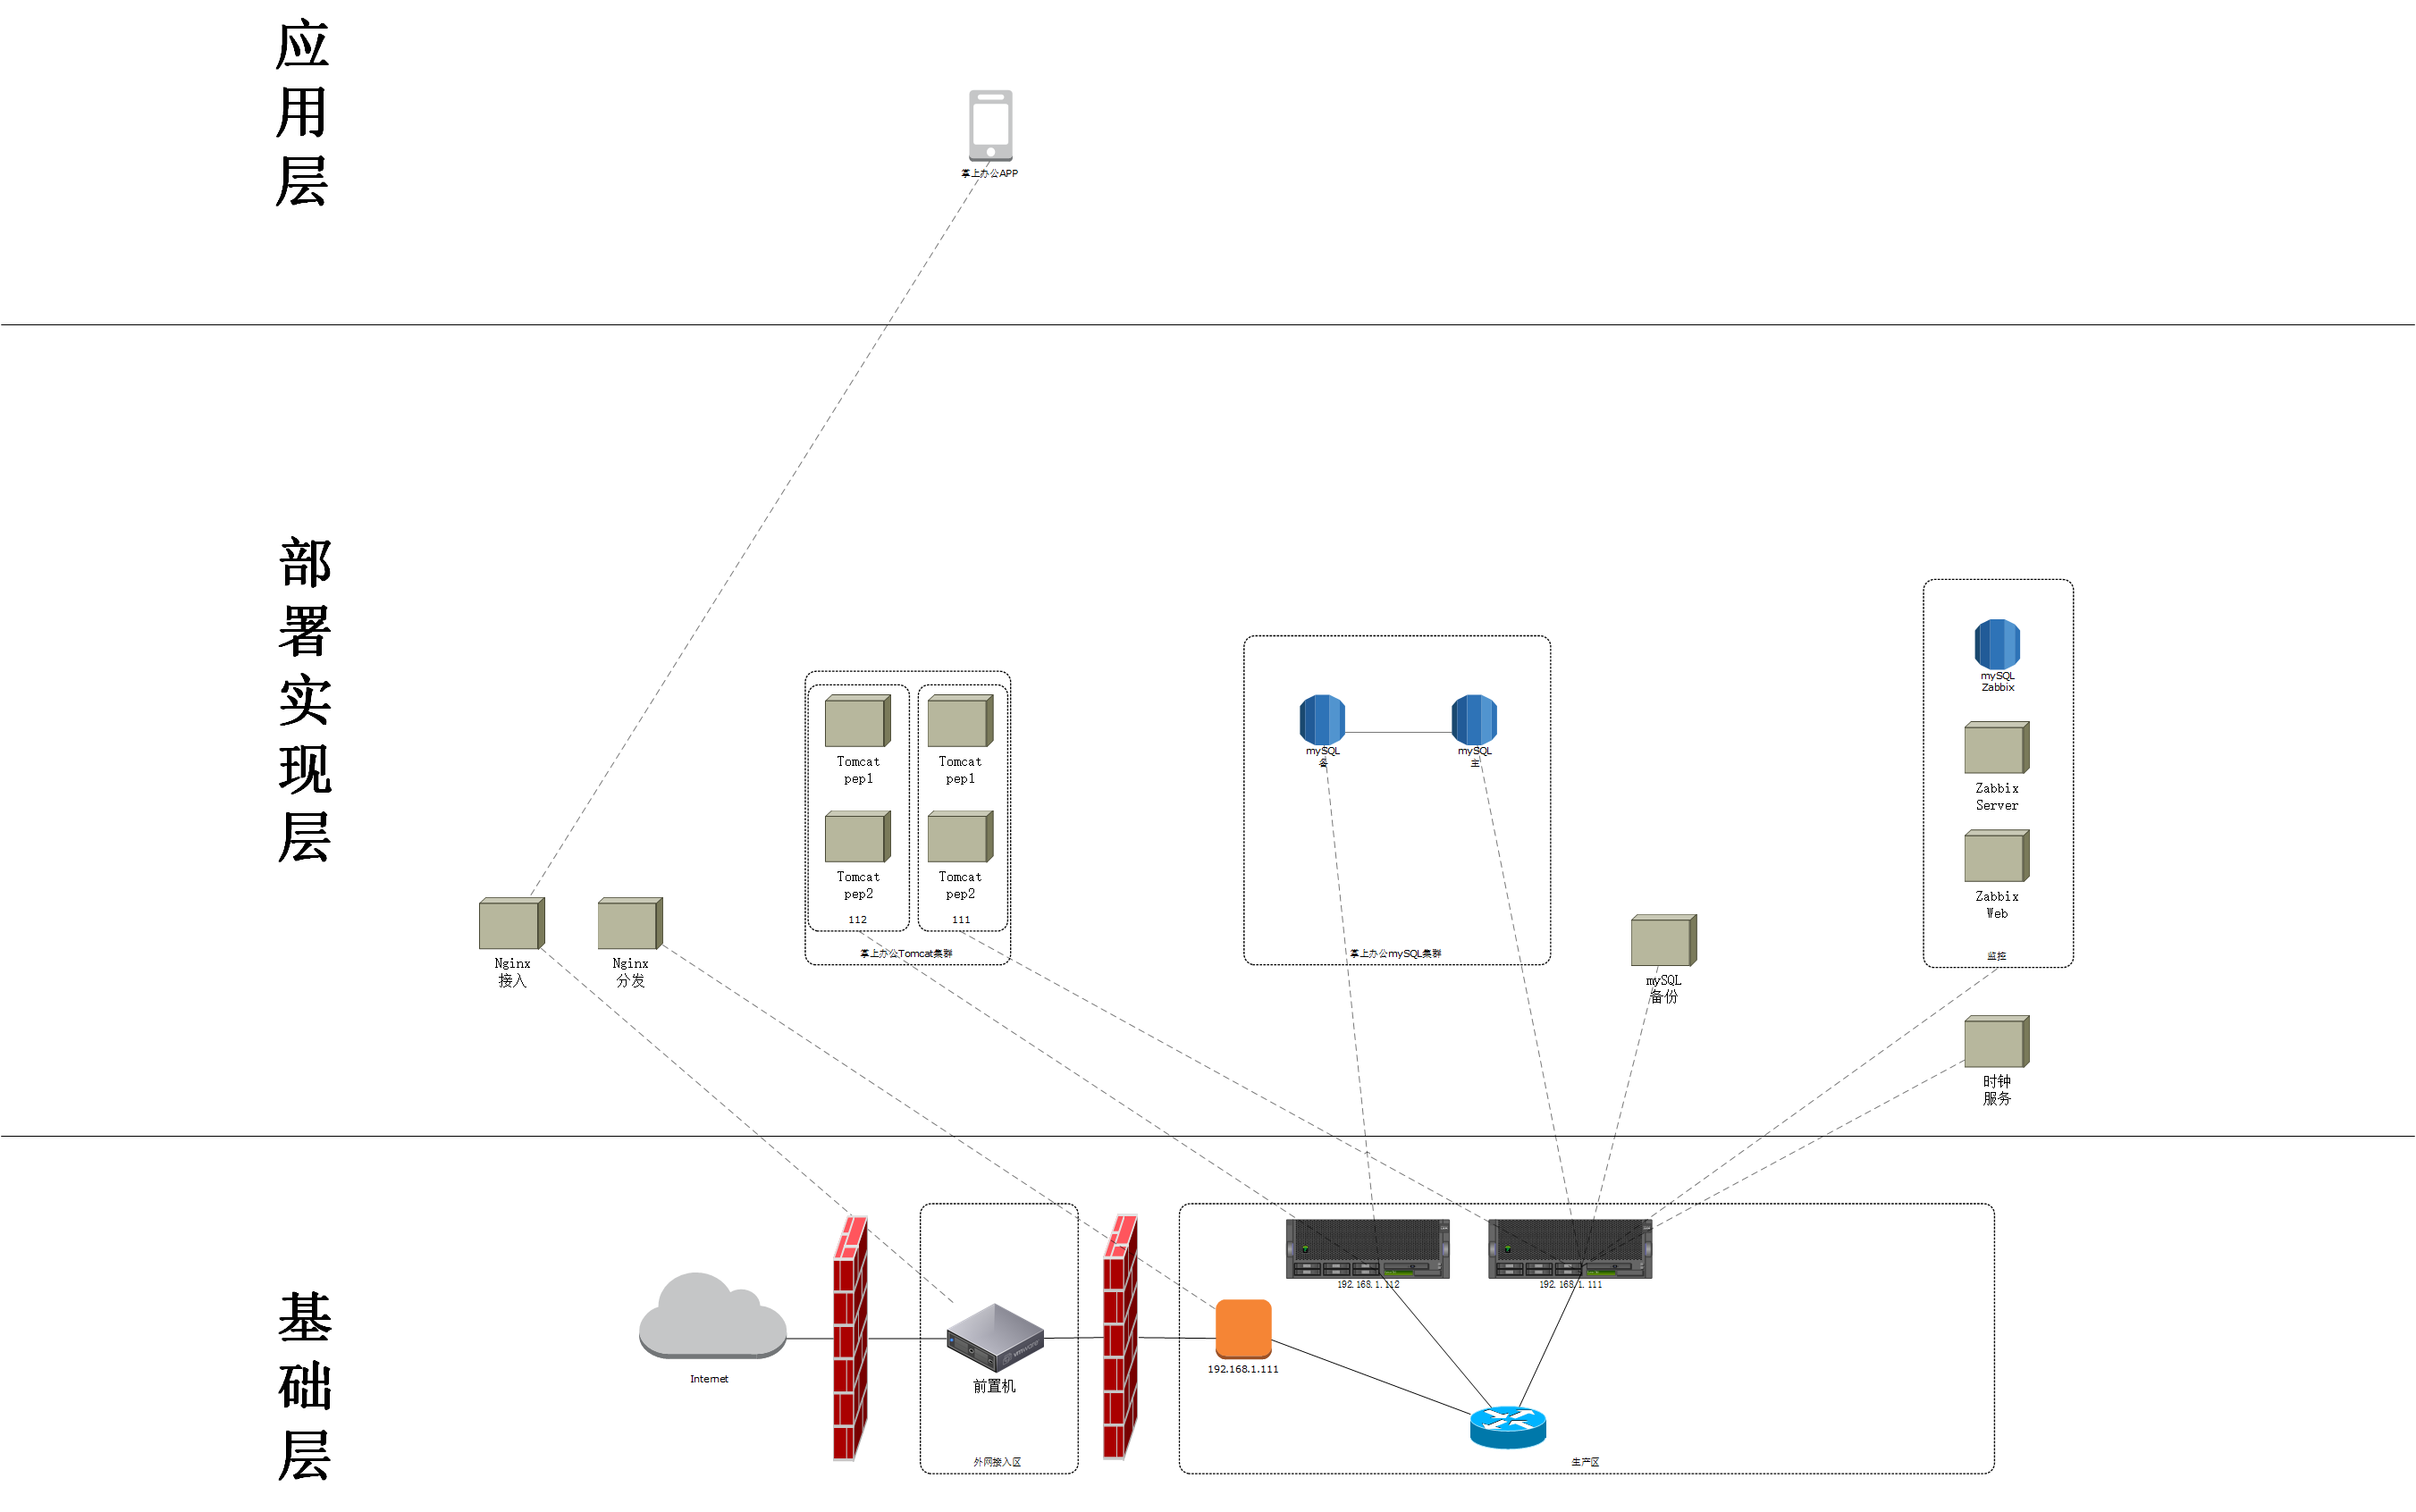 应用层
掌上办公APP
部署实现层
mySQL
Zabbix
Zabbix
Server
Zabbix
Web
监控
mySQL
备
mySQL
主
掌上办公mySQL集群
Tomcat
pep1
Tomcat
pep1
Tomcat
pep2
Tomcat
pep2
112
111
掌上办公Tomcat集群
Nginx
接入
Nginx
分发
mySQL
备份
时钟
服务
基础层
Internet
前置机
外网接入区
192.168.1.112
192.168.1.111
192.168.1.111
生产区